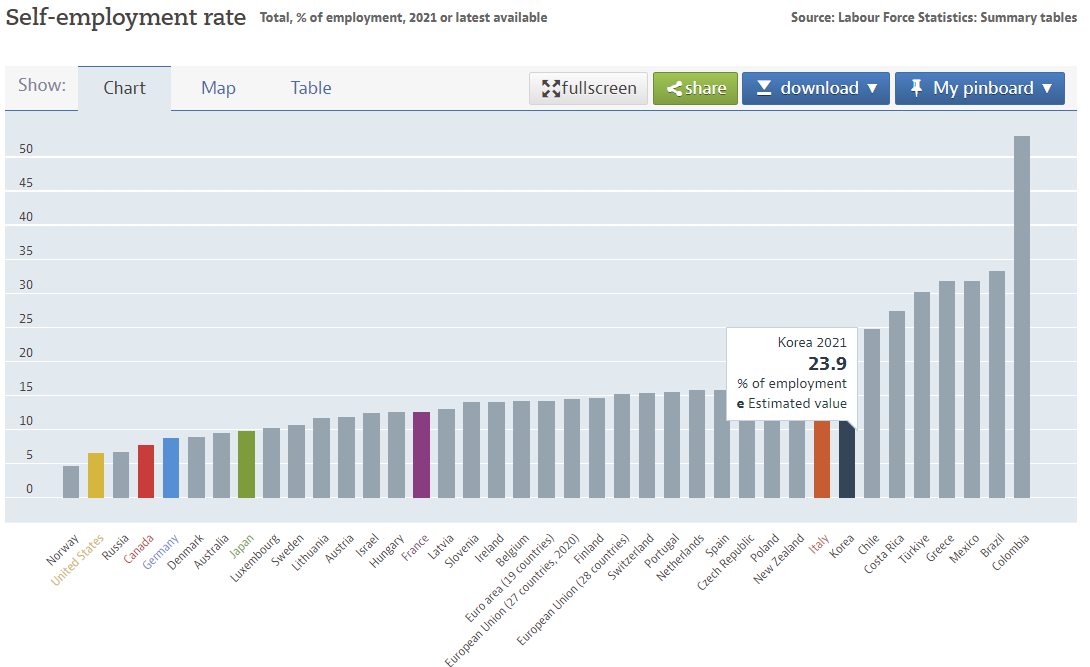 Self-employment rate Total, % of employment, 2021 or latest available Source: Labour Force Statistics: Summary tables
Show: Chart Map Table fullscreen share download ▼ My pinboard ▼
50
45
40
35
30
25
20
15
10
5
0
Korea 2021
23.9
% of employment
e Estimated value
Norway
United States
Russia
Canada
Germany
Denmark
Australia
Japan
Luxembourg
Sweden
Lithuania
Austria
Israel
Hungary
France
Latvia
Slovenia
Ireland
Belgium
Euro area (19 countries)
European Union (27 countries, 2020)
Finland
European Union (28 countries)
Switzerland
Portugal
Netherlands
Spain
Czech Republic
Poland
New Zealand
Italy
Korea
Chile
Costa Rica
Türkiye
Greece
Mexico
Brazil
Colombia